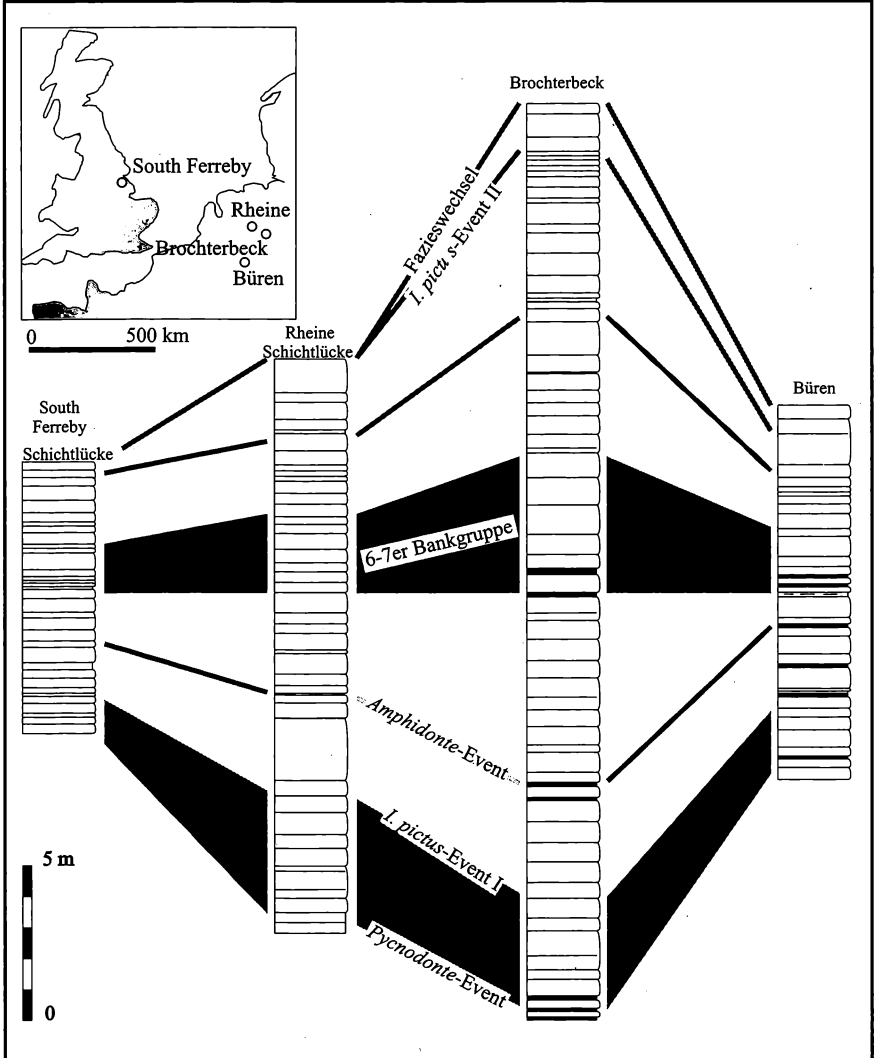 South Ferreby
Rheine
Brochterbeck
Büren
0
500 km
Brochterbeck
Fazieswechsel
I. pictus-Event II
Rheine
Schichtlücke
Büren
South
Ferreby
Schichtlücke
6-7er Bankgruppe
Amphidonte-Event
I. pictus-Event I
Pycnodonte-Event
5 m
0